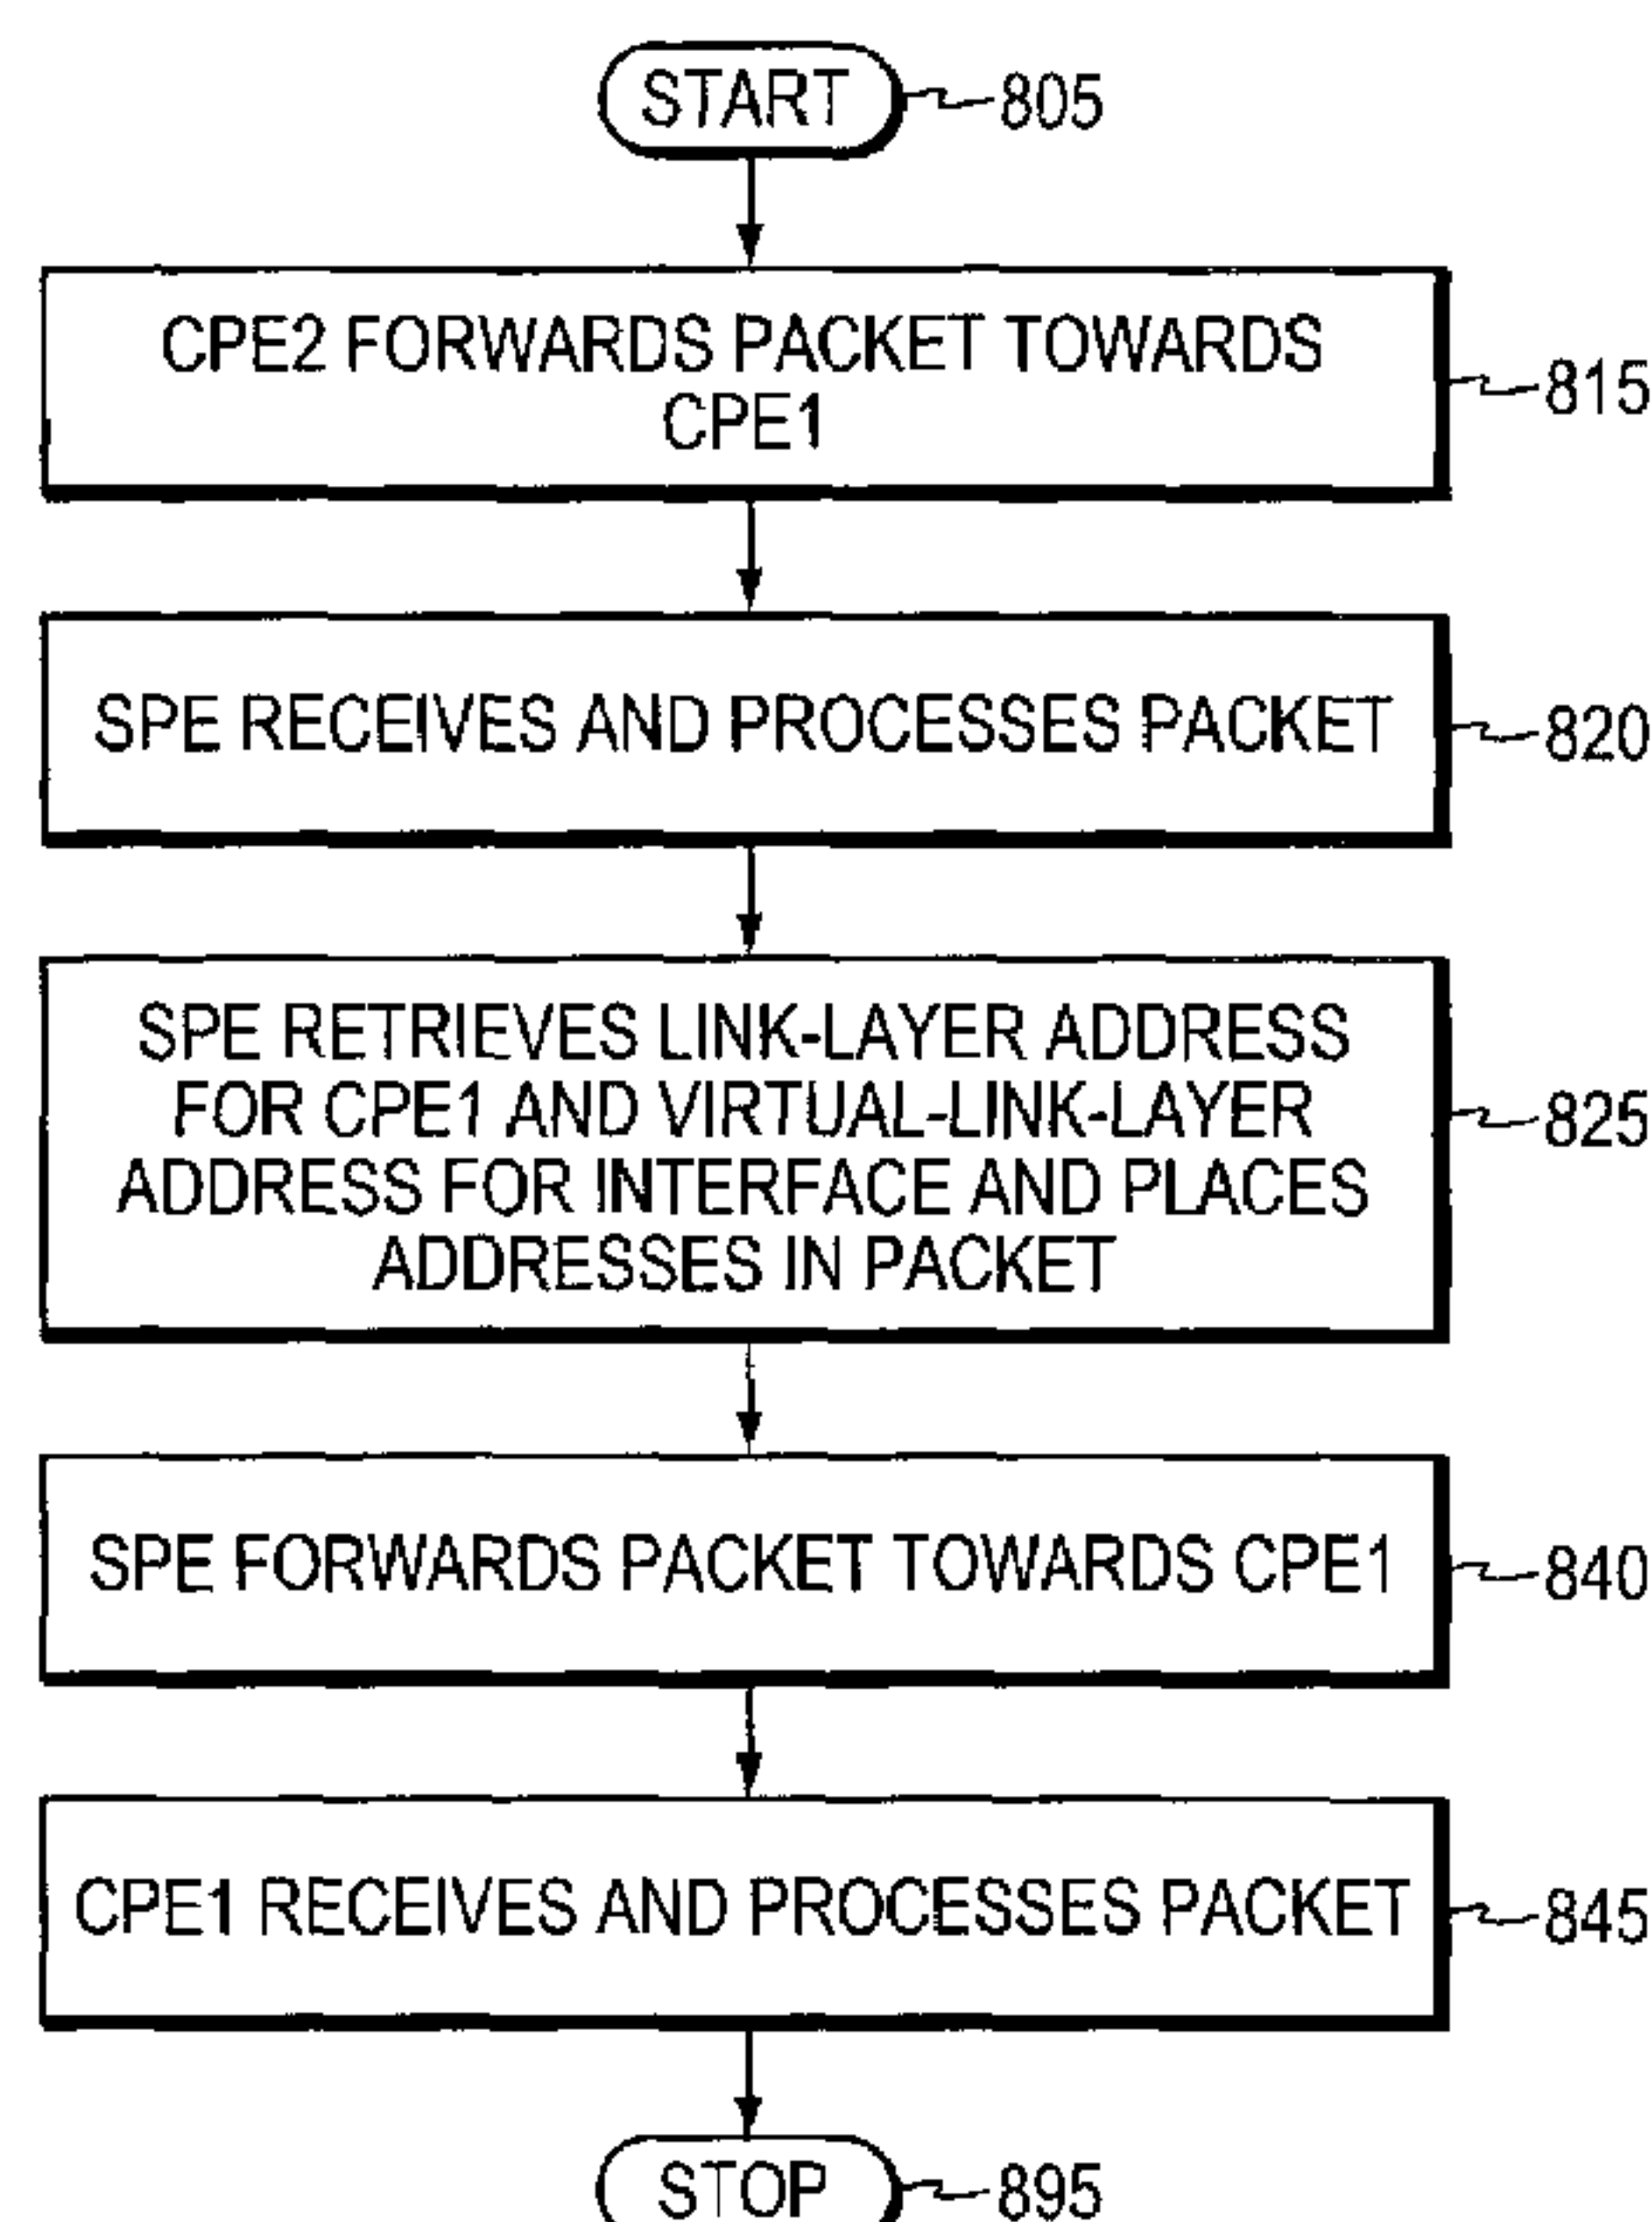 START
805
CPE2 FORWARDS PACKET TOWARDS
CPE1
815
SPE RECEIVES AND PROCESSES PACKET
820
SPE RETRIEVES LINK-LAYER ADDRESS
FOR CPE1 AND VIRTUAL-LINK-LAYER
ADDRESS FOR INTERFACE AND PLACES
ADDRESSES IN PACKET
825
SPE FORWARDS PACKET TOWARDS CPE1
840
CPE1 RECEIVES AND PROCESSES PACKET
845
STOP
895